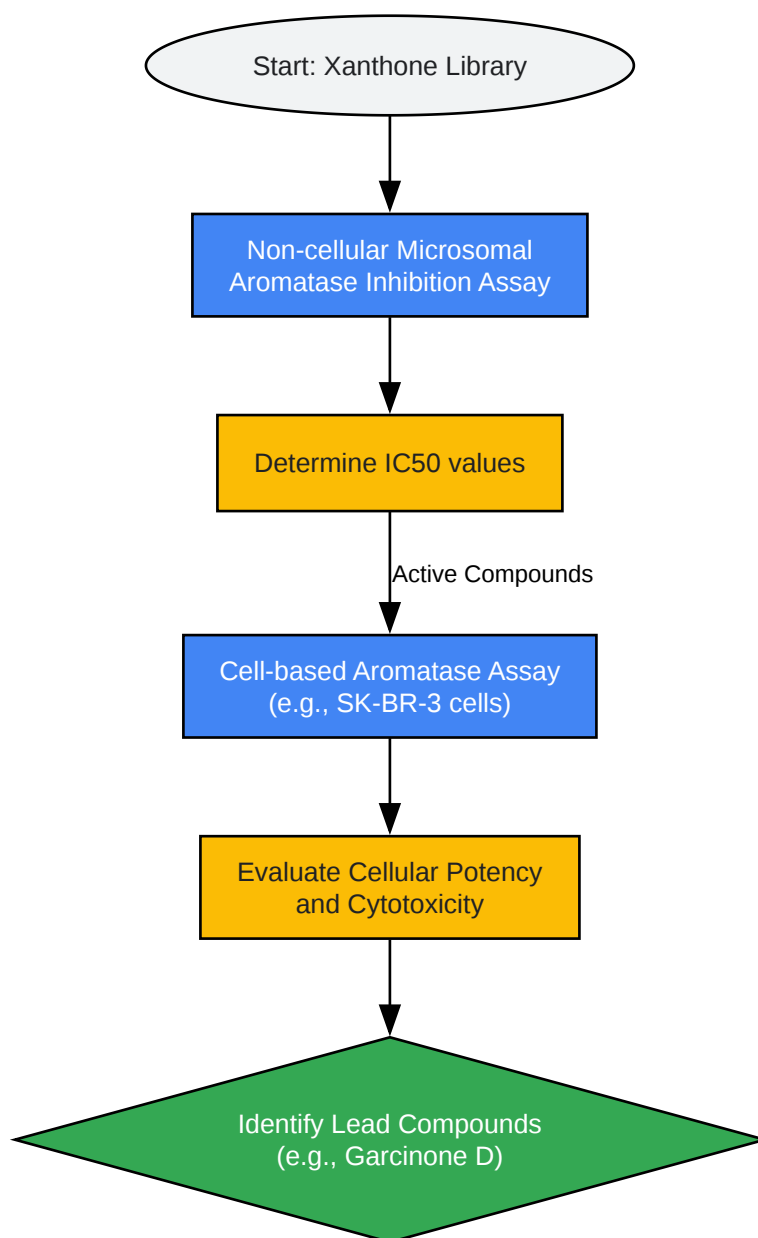 Start: Xanthone Library
Non-cellular Microsomal
Aromatase Inhibition Assay
Determine IC50 values
Active Compounds
Cell-based Aromatase Assay
(e.g., SK-BR-3 cells)
Evaluate Cellular Potency
and Cytotoxicity
Identify Lead Compounds
(e.g., Garcinone D)